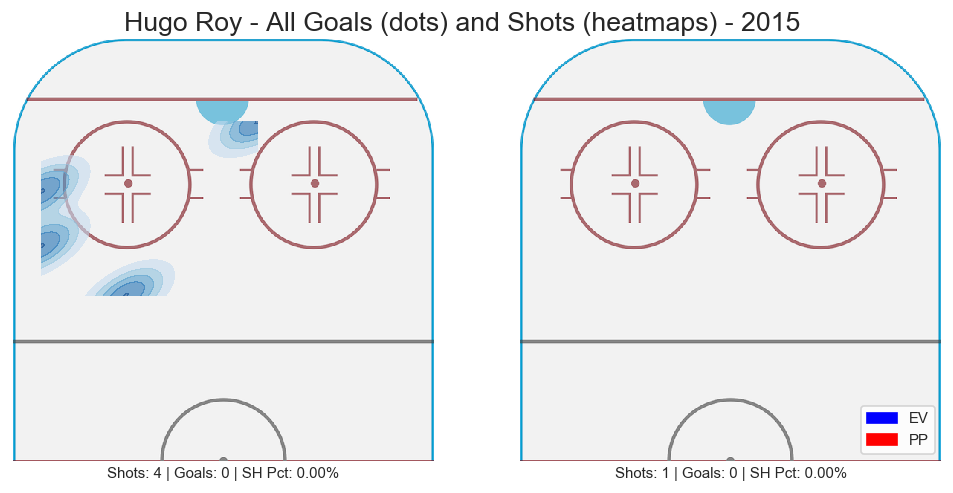 Hugo Roy - All Goals (dots) and Shots (heatmaps) - 2015
EV
PP
Shots: 4 | Goals: 0 | SH Pct: 0.00%
Shots: 1 | Goals: 0 | SH Pct: 0.00%